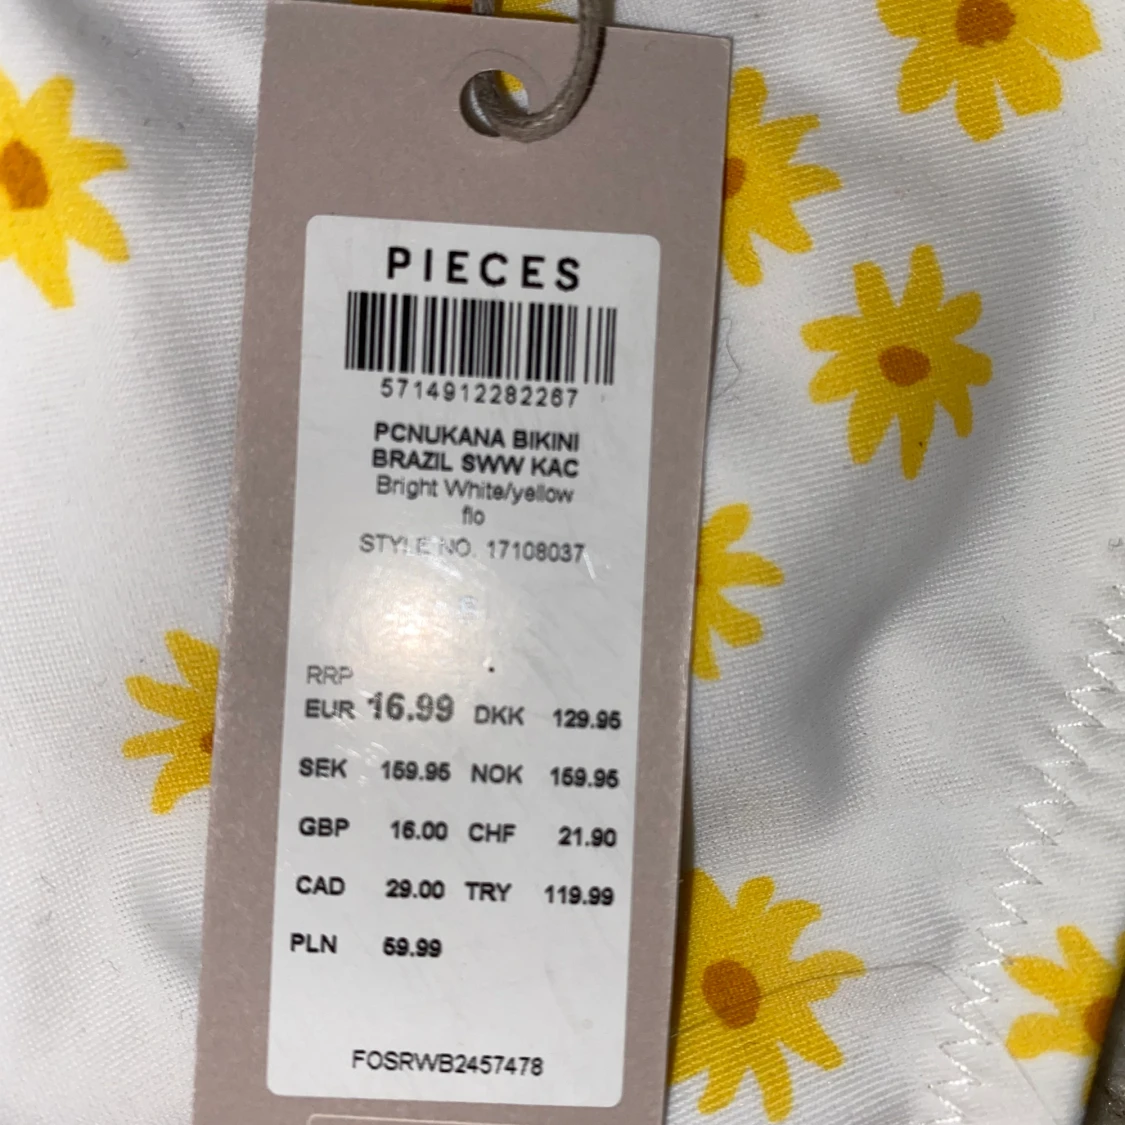 PIECES
5714912282267
PCNUKANA BIKINI
BRAZIL SWW KAC
Bright White/yellow
flo
STYLE NO. 17108037
RRP
EUR 16.99 DKK 129.95
SEK 159.95 NOK 159.95
GBP 16.00 CHF 21.90
CAD 29.00 TRY 119.99
PLN 59.99
FOSRWB2457478